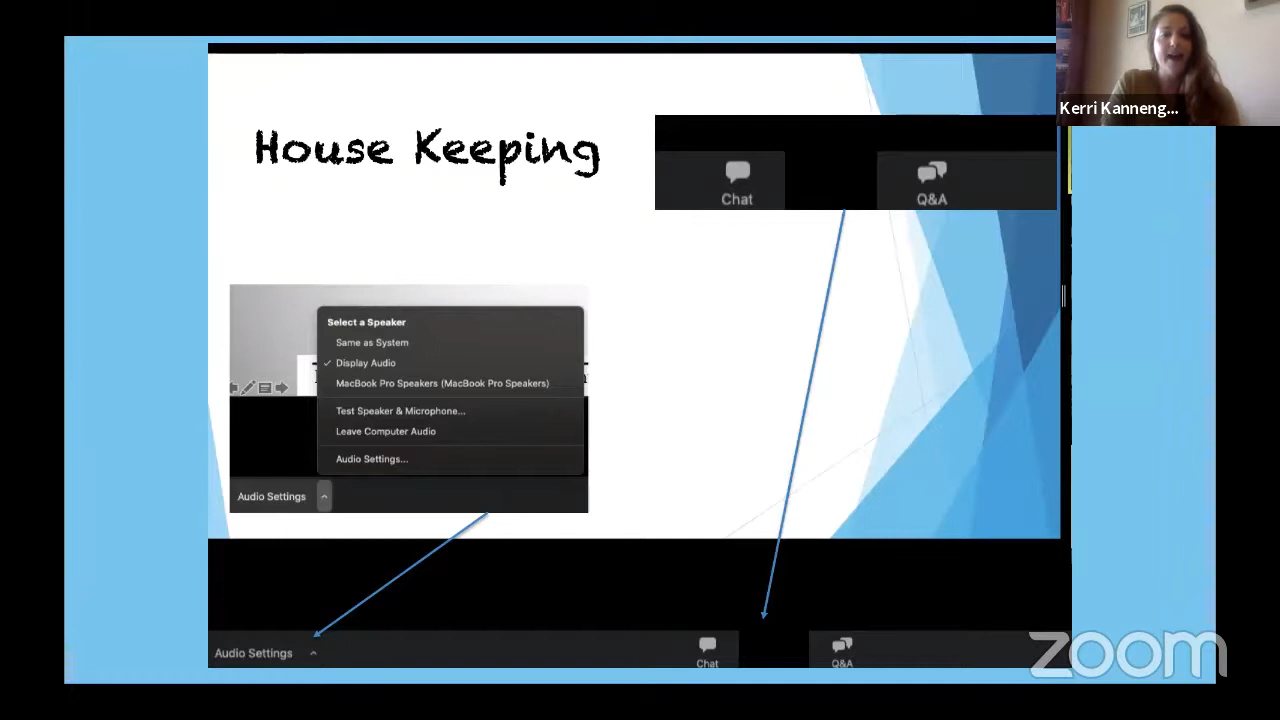 House Keeping
Chat
Q&A
Kerri Kanneng...
Select a Speaker
Same as System
✓ Display Audio
MacBook Pro Speakers (MacBook Pro Speakers)
Test Speaker & Microphone...
Leave Computer Audio
Audio Settings...
Audio Settings
Audio Settings
Chat
Q&A
zoom